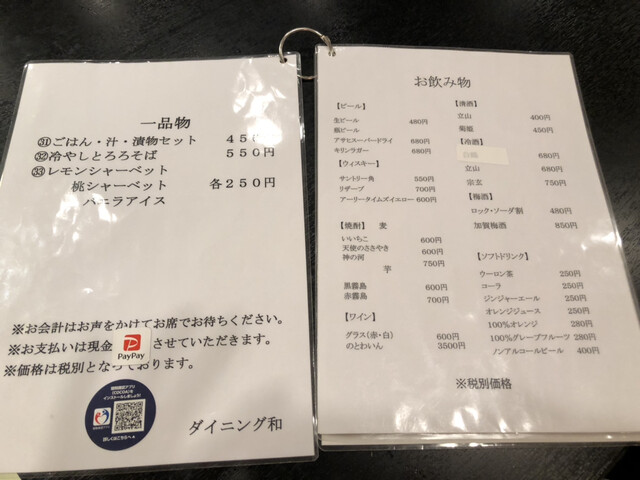 一品物
㉛ごはん・汁・漬物セット 450
㉜冷やしとろろそば 550円
㉝レモンシャーベット
桃シャーベット 各250円
バニラアイス
※お会計はお声をかけてお席でお待ちください。
※お支払いは現金 PayPay させていただきます。
※価格は税別となっております。
ダイニング和
お飲み物
【ビール】
生ビール 480円
瓶ビール
アサヒスーパードライ 680円
キリンラガー 680円
【ウィスキー】
サントリー角 550円
リザーブ 700円
アーリータイムズイエロー 600円
【焼酎】 麦
いいちこ 600円
天使のささやき 600円
神の河 750円
芋
黒霧島 600円
赤霧島 700円
【ワイン】
グラス(赤・白) 600円
のとわいん 3500円
【清酒】
立山 400円
菊姫 450円
【冷酒】
680円
立山 680円
宗玄 750円
【梅酒】
ロック・ソーダ割 480円
加賀梅酒 850円
【ソフトドリンク】
ウーロン茶 250円
コーラ 250円
ジンジャーエール 250円
オレンジジュース 250円
100%オレンジ 280円
100%グレープフルーツ 280円
ノンアルコールビール 400円
※税別価格